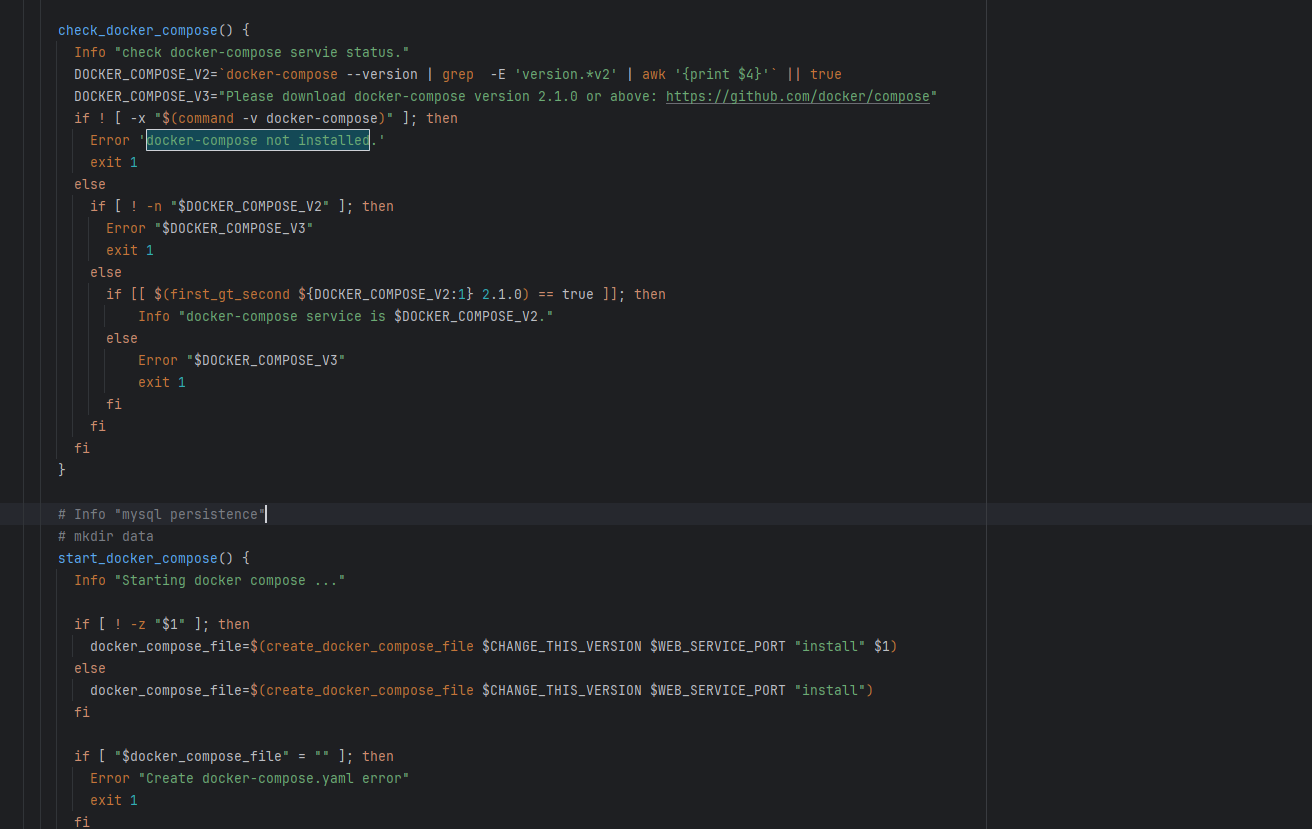 check_docker_compose() {
  Info "check docker-compose servie status."
  DOCKER_COMPOSE_V2=`docker-compose --version | grep  -E 'version.*v2' | awk '{print $4}'` || true
  DOCKER_COMPOSE_V3="Please download docker-compose version 2.1.0 or above: https://github.com/docker/compose"
  if ! [ -x "$(command -v docker-compose)" ]; then
    Error 'docker-compose not installed.'
    exit 1
  else
    if [ ! -n "$DOCKER_COMPOSE_V2" ]; then
      Error "$DOCKER_COMPOSE_V3"
      exit 1
    else
      if [[ $(first_gt_second ${DOCKER_COMPOSE_V2:1} 2.1.0) == true ]]; then
          Info "docker-compose service is $DOCKER_COMPOSE_V2."
      else
          Error "$DOCKER_COMPOSE_V3"
          exit 1
      fi
    fi
  fi
}

# Info "mysql persistence"
# mkdir data
start_docker_compose() {
  Info "Starting docker compose ..."

  if [ ! -z "$1" ]; then
    docker_compose_file=$(create_docker_compose_file $CHANGE_THIS_VERSION $WEB_SERVICE_PORT "install" $1)
  else
    docker_compose_file=$(create_docker_compose_file $CHANGE_THIS_VERSION $WEB_SERVICE_PORT "install")
  fi

  if [ "$docker_compose_file" = "" ]; then
    Error "Create docker-compose.yaml error"
    exit 1
  fi